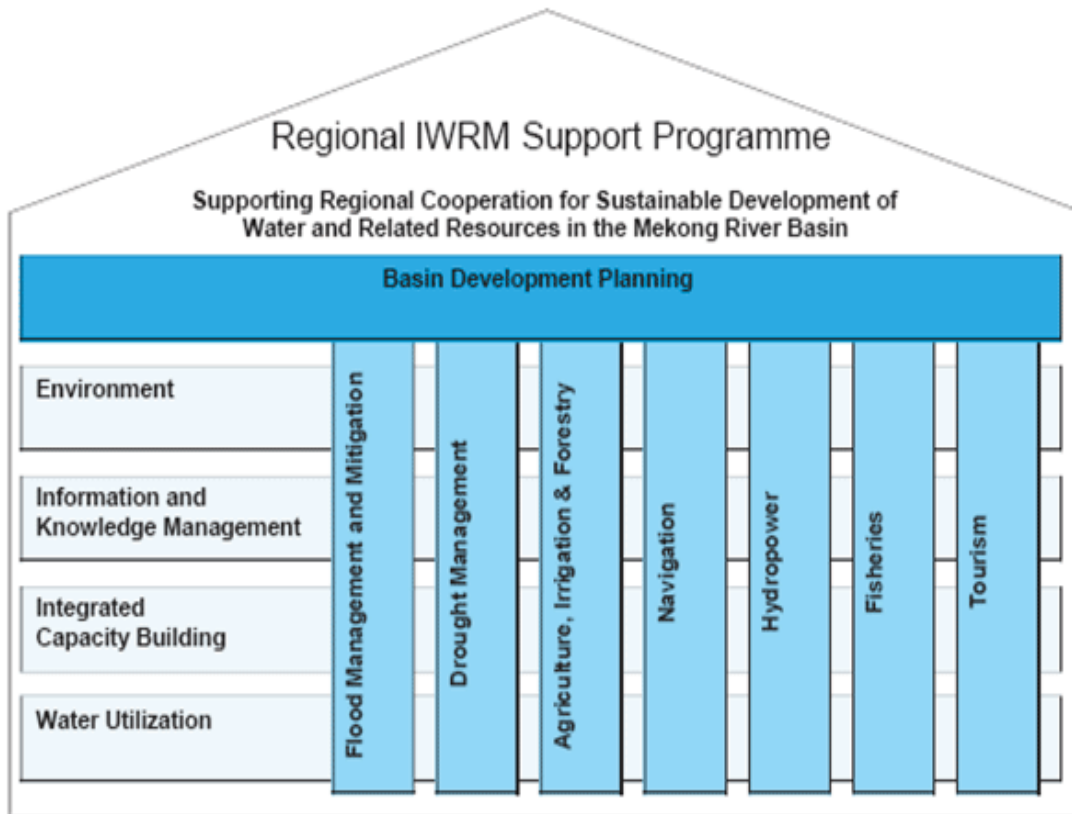 Regional IWRM Support Programme
Supporting Regional Cooperation for Sustainable Development of
Water and Related Resources in the Mekong River Basin
Basin Development Planning
Environment
Information and
Knowledge Management
Integrated
Capacity Building
Water Utilization
Flood Management and Mitigation
Drought Management
Agriculture, Irrigation & Forestry
Navigation
Hydropower
Fisheries
Tourism